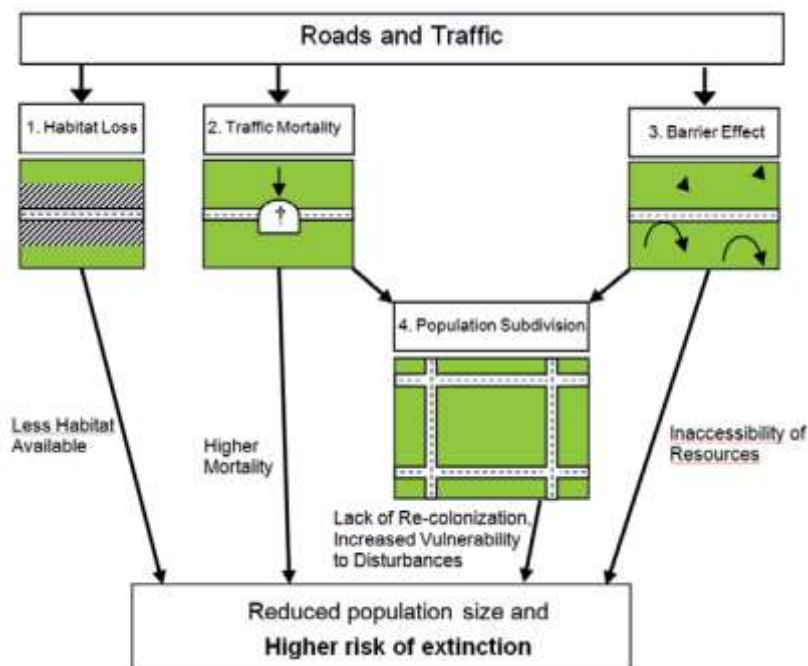 Roads and Traffic
1. Habitat Loss
2. Traffic Mortality
3. Barrier Effect
†
4. Population Subdivision
Less Habitat
Available
Higher
Mortality
Inaccessibility of
Resources
Lack of Re-colonization,
Increased Vulnerability
to Disturbances
Reduced population size and
Higher risk of extinction